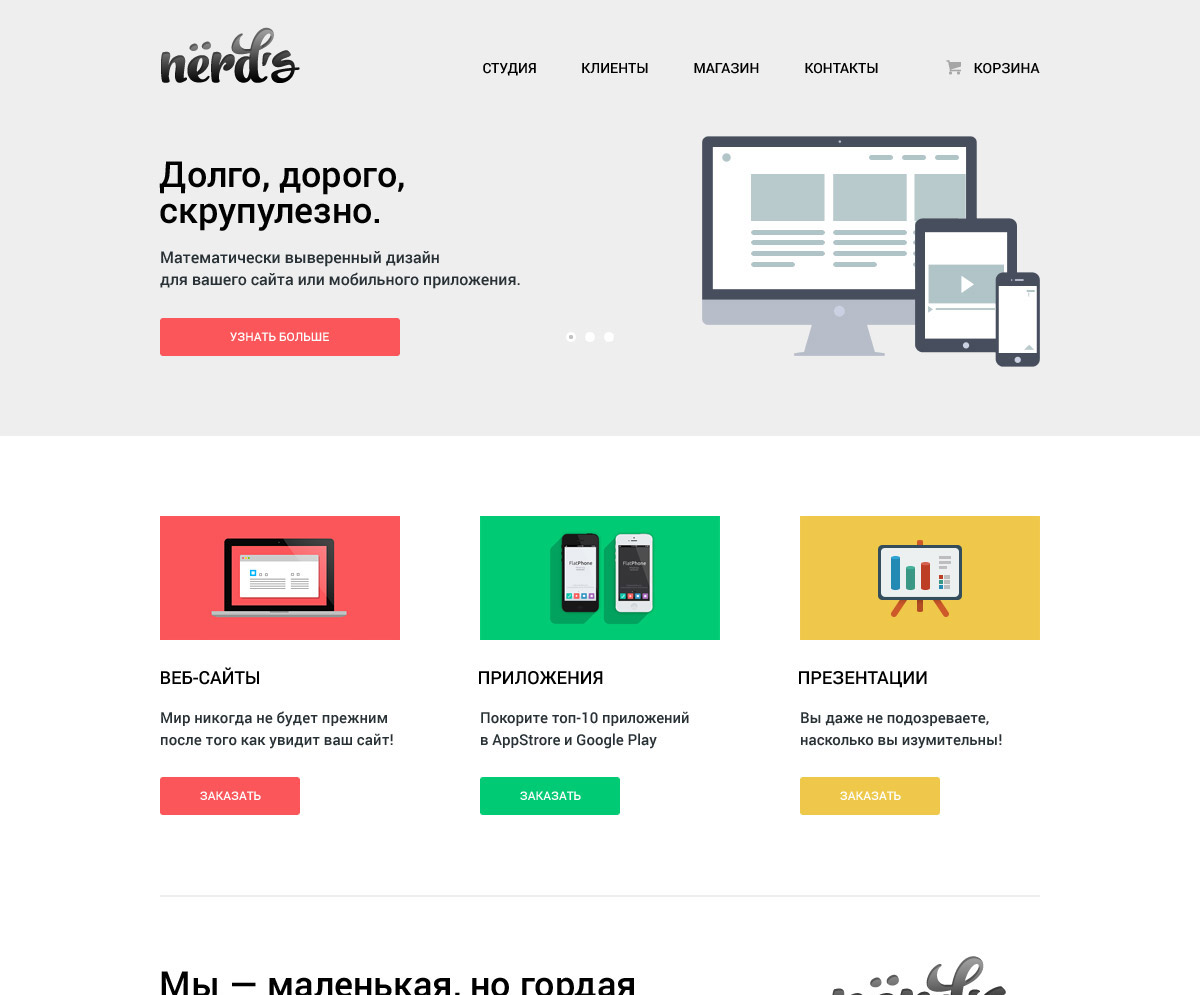 nërd's
СТУДИЯ КЛИЕНТЫ МАГАЗИН КОНТАКТЫ КОРЗИНА
Долго, дорого,
скрупулезно.
Математически выверенный дизайн
для вашего сайта или мобильного приложения.
УЗНАТЬ БОЛЬШЕ
FlatPhone FlatPhone
ВЕБ-САЙТЫ ПРИЛОЖЕНИЯ ПРЕЗЕНТАЦИИ
Мир никогда не будет прежним
после того как увидит ваш сайт!
Покорите топ-10 приложений
в AppStrore и Google Play
Вы даже не подозреваете,
насколько вы изумительны!
ЗАКАЗАТЬ ЗАКАЗАТЬ ЗАКАЗАТЬ
Мы — маленькая, но гордая
nërd's